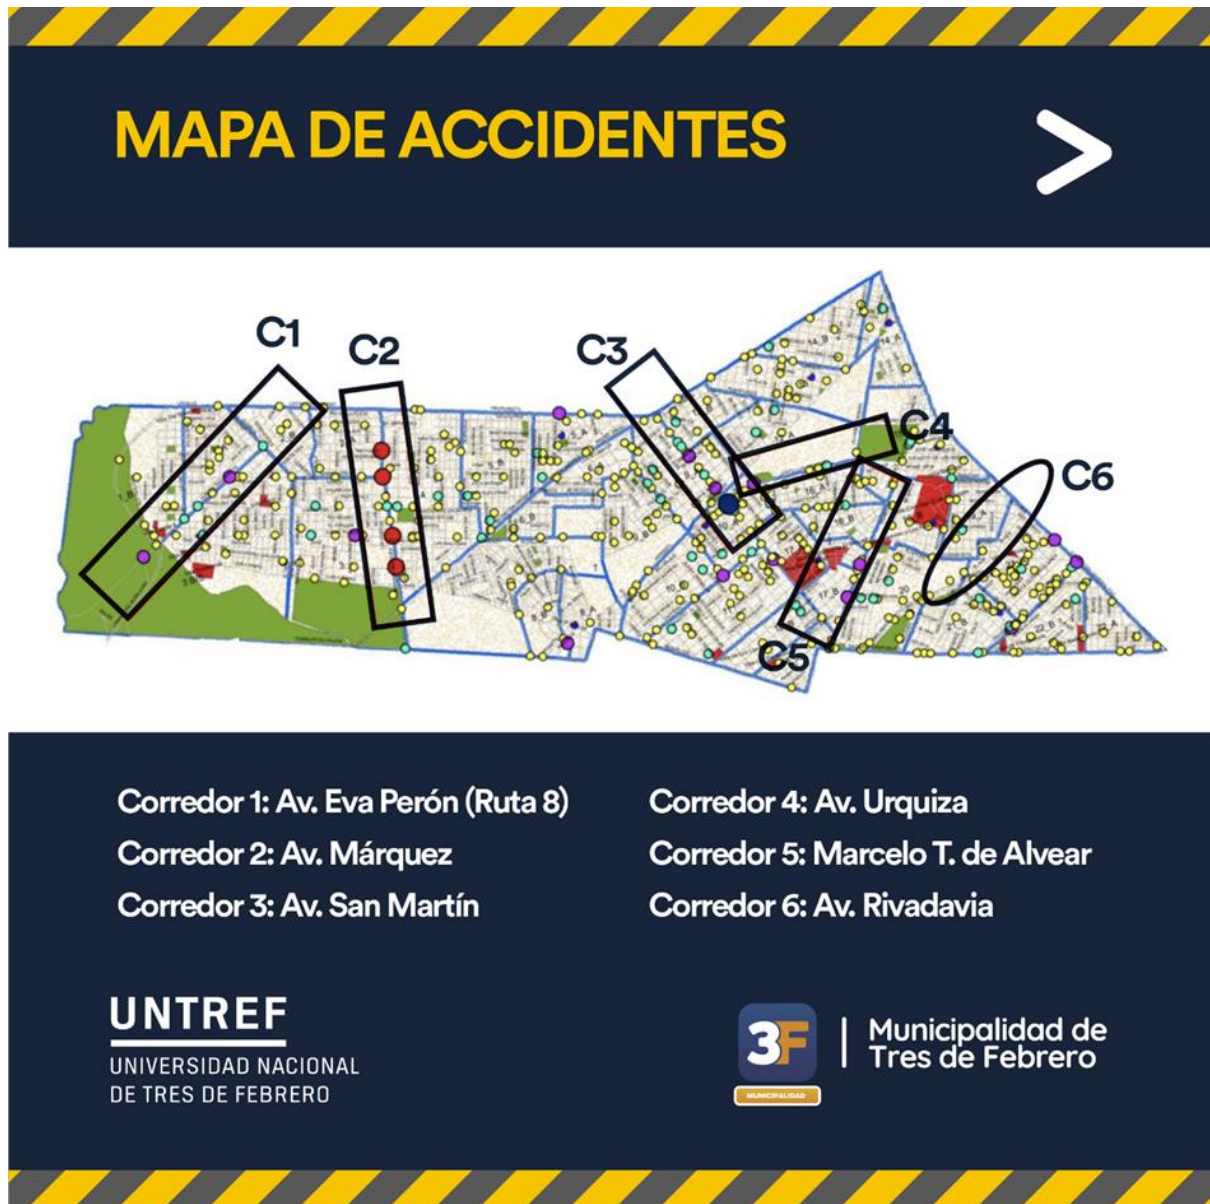 MAPA DE ACCIDENTES
C1
C2
C3
C4
C6
C5
Corredor 1: Av. Eva Perón (Ruta 8)
Corredor 2: Av. Márquez
Corredor 3: Av. San Martín
Corredor 4: Av. Urquiza
Corredor 5: Marcelo T. de Alvear
Corredor 6: Av. Rivadavia
UNTREF
UNIVERSIDAD NACIONAL
DE TRES DE FEBRERO
3F
MUNICIPALIDAD
Municipalidad de
Tres de Febrero